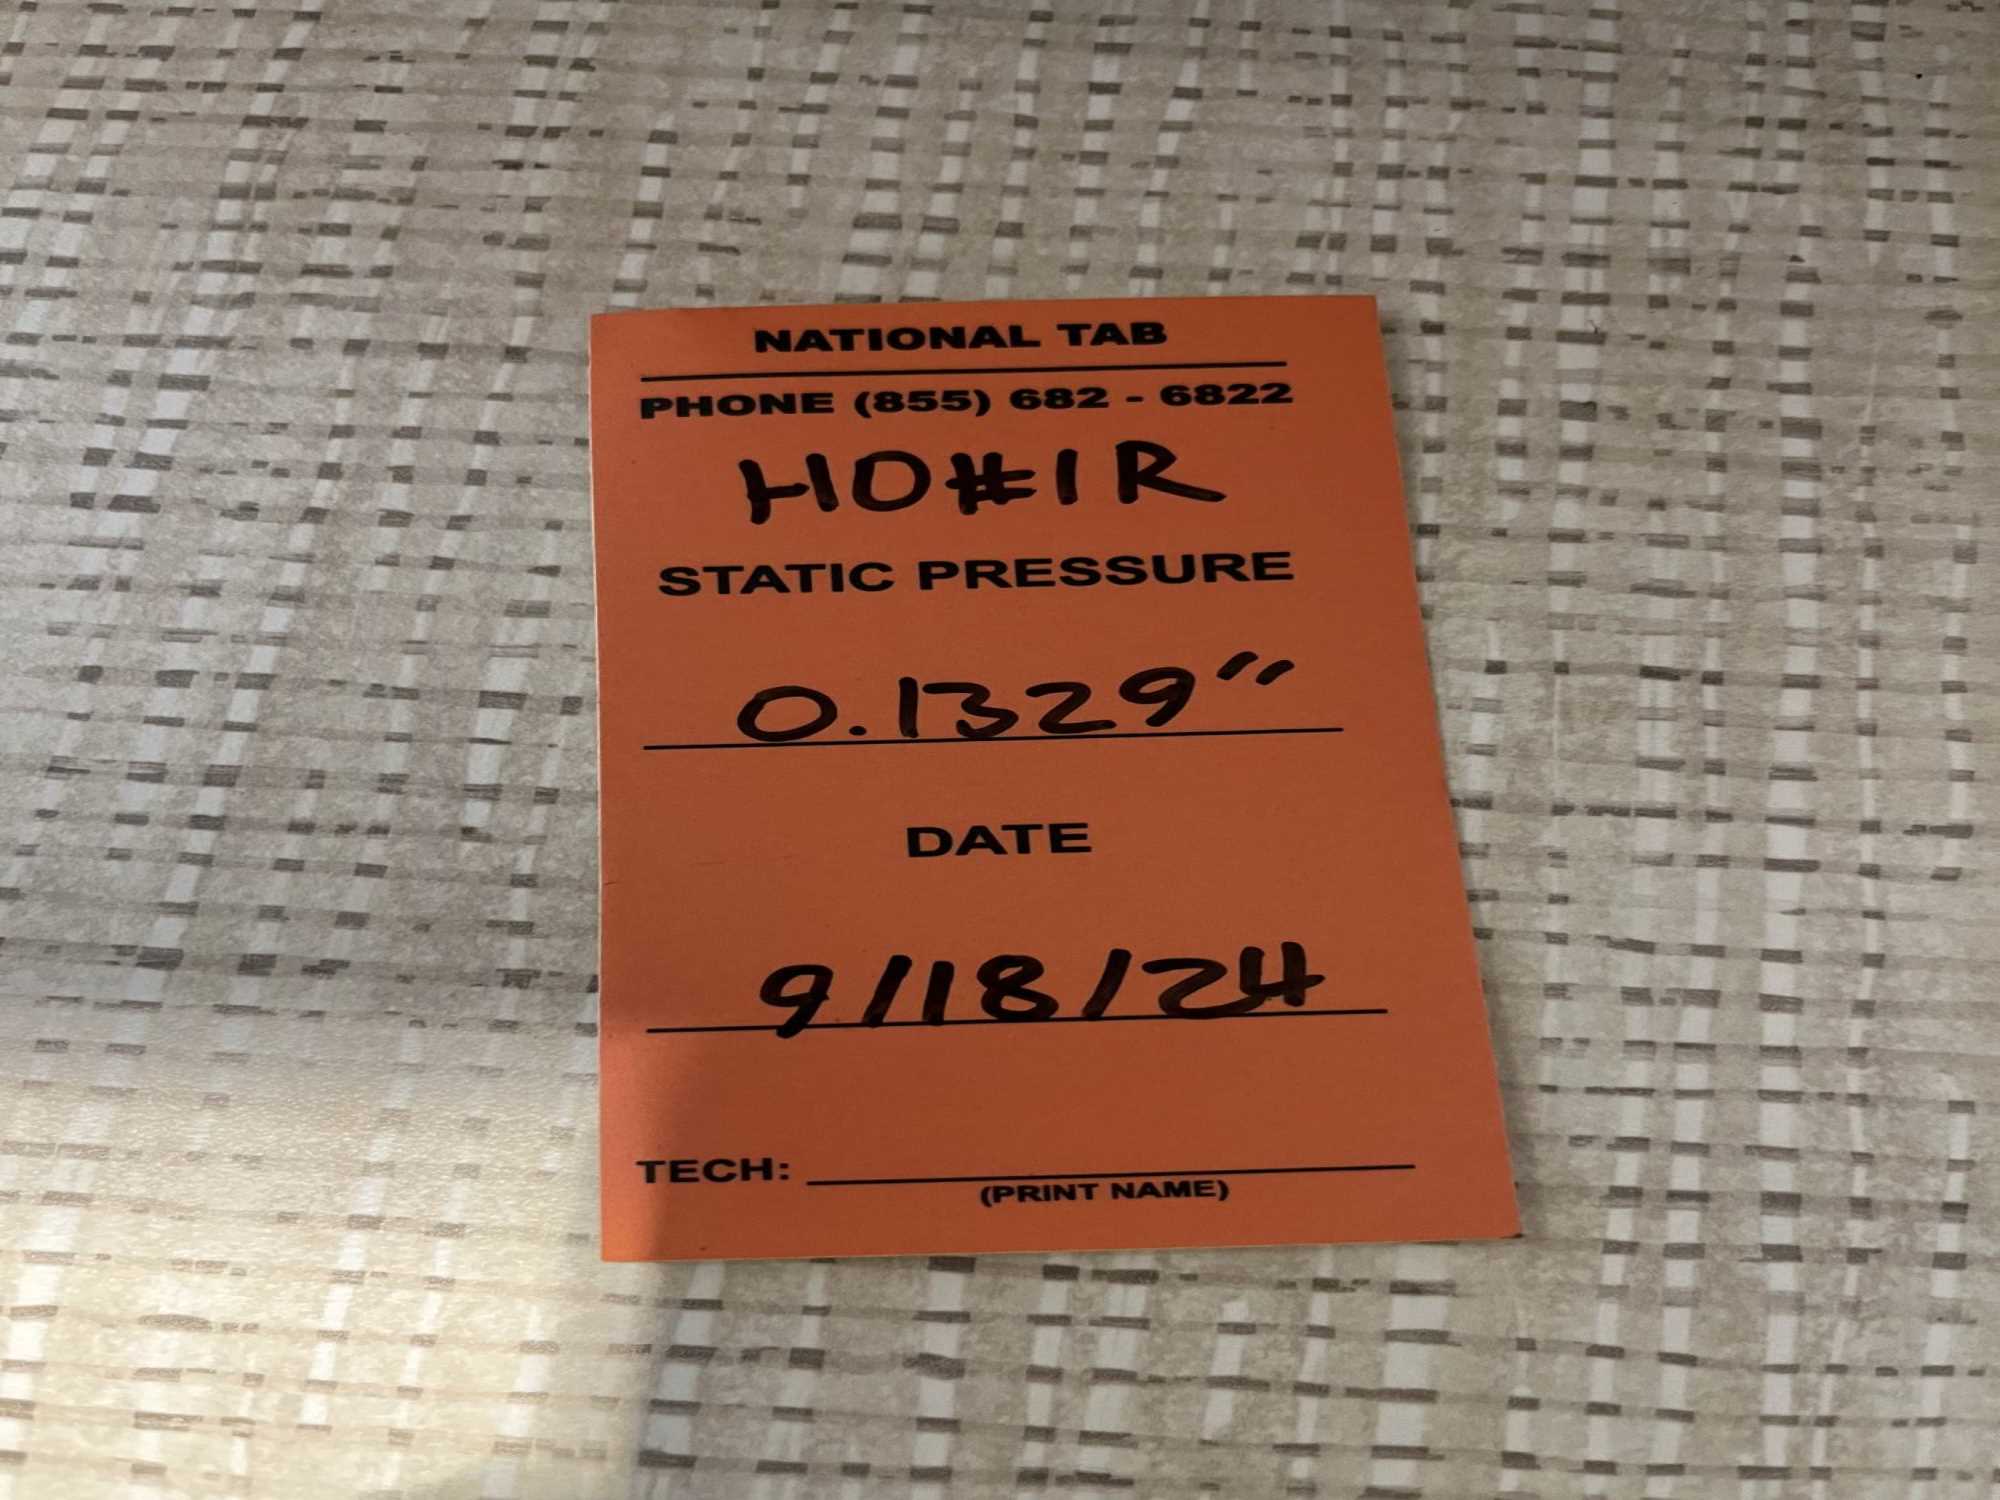 NATIONAL TAB
PHONE (855) 682 - 6822
HO#1R
STATIC PRESSURE
0.1329"
DATE
9/18/24
TECH:
(PRINT NAME)